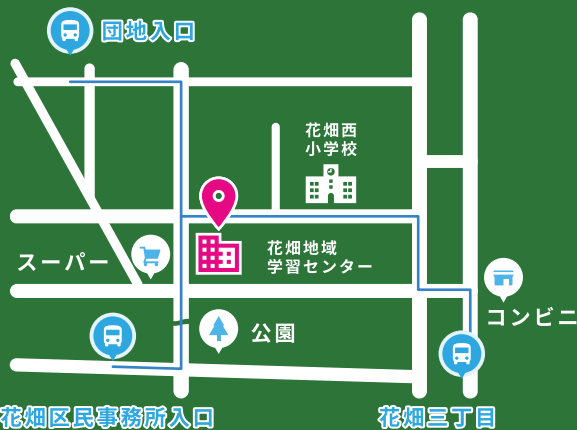 団地入口
花畑西
小学校
花畑地域
学習センター
スーパー
コンビニ
公園
花畑区民事務所入口
花畑三丁目